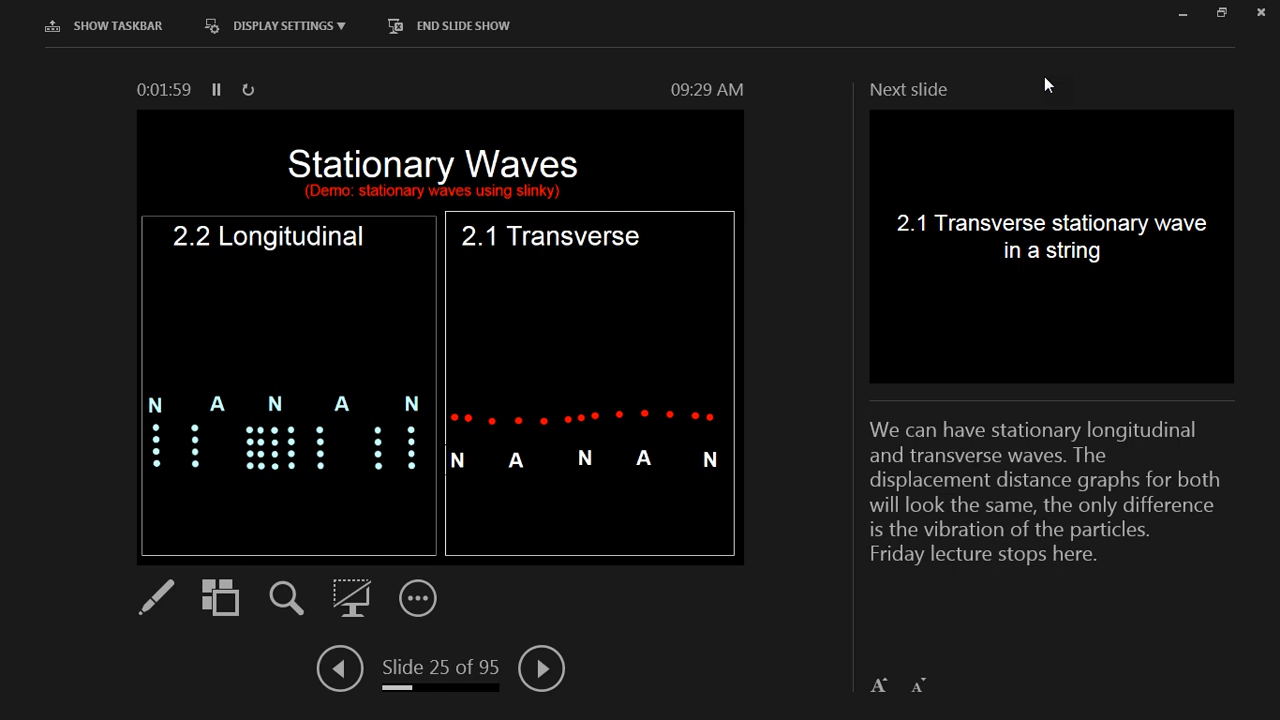 SHOW TASKBAR DISPLAY SETTINGS ▼ END SLIDE SHOW
0:01:59 09:29 AM
Stationary Waves
(Demo: stationary waves using slinky)
2.2 Longitudinal
N A N A N
2.1 Transverse
N A N A N
Slide 25 of 95
Next slide
2.1 Transverse stationary wave
in a string
We can have stationary longitudinal
and transverse waves. The
displacement distance graphs for both
will look the same, the only difference
is the vibration of the particles.
Friday lecture stops here.
A A